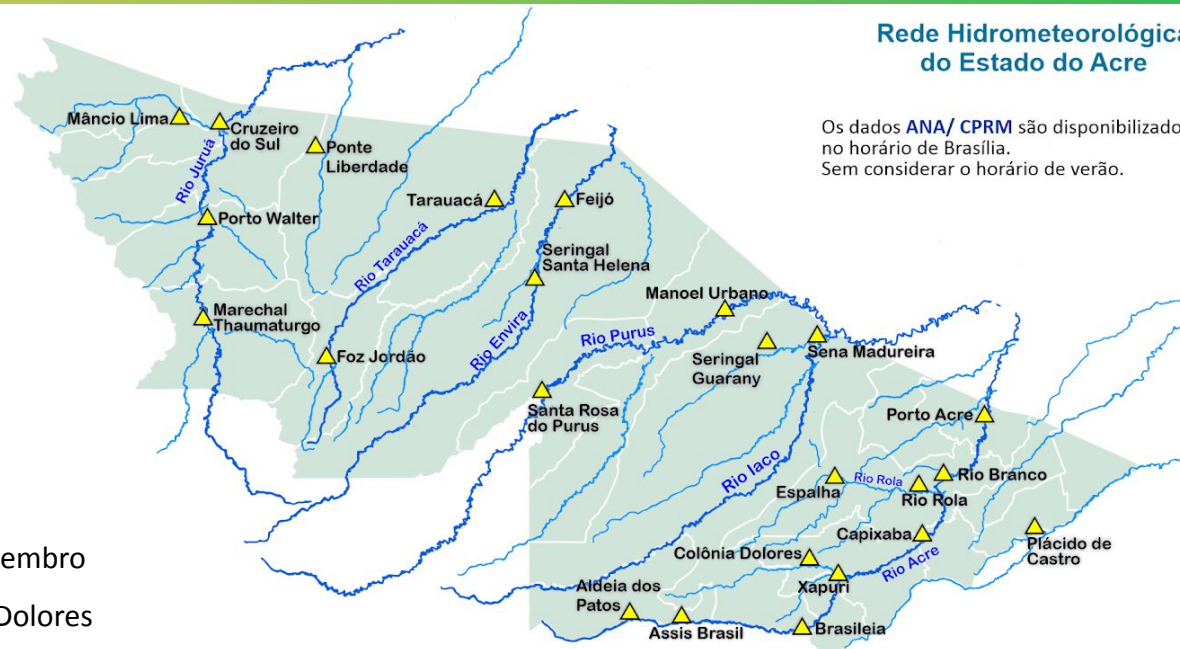 Rede Hidrometeorológica
do Estado do Acre
Os dados ANA/ CPRM são disponibilizado
no horário de Brasília.
Sem considerar o horário de verão.
Mâncio Lima
Cruzeiro
do Sul
Ponte
Liberdade
Rio Juruá
Porto Walter
Tarauacá
Feijó
Rio Tarauacá
Seringal
Santa Helena
Marechal
Thaumaturgo
Foz Jordão
Rio Envira
Manoel Urbano
Rio Purus
Seringal
Guarany
Sena Madureira
Santa Rosa
do Purus
Porto Acre
Rio Iaco
Espalha
Rio Rola
Rio Rola
Rio Branco
Capixaba
Plácido de
Castro
Colônia Dolores
Rio Acre
Xapuri
Aldeia dos
Patos
Assis Brasil
Brasileia
embro
Dolores